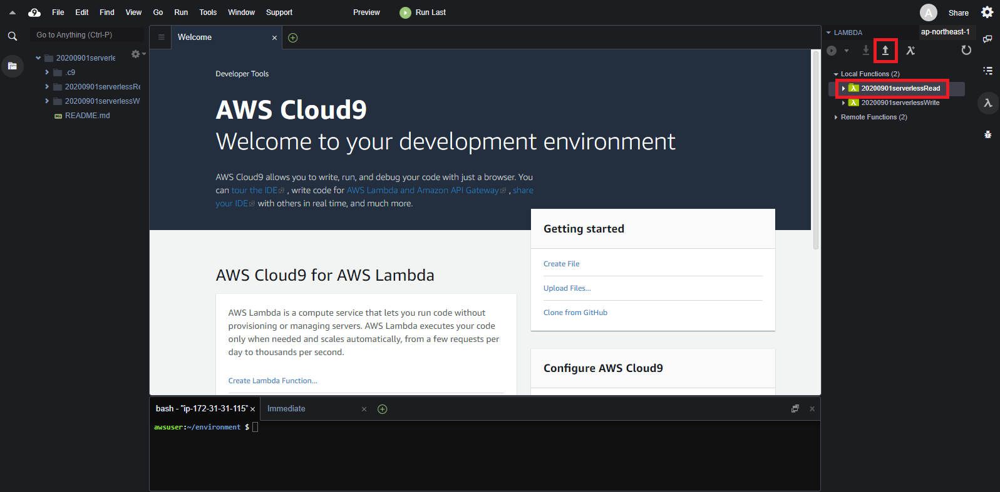 File Edit Find View Go Run Tools Window Support Preview Run Last A Share
Go to Anything (Ctrl-P)
20200901serverle
.c9
20200901serverlessRe
20200901serverlessW
README.md
Welcome
Developer Tools
AWS Cloud9
Welcome to your development environment
AWS Cloud9 allows you to write, run, and debug your code with just a browser. You
can tour the IDE , write code for AWS Lambda and Amazon API Gateway , share
your IDE with others in real time, and much more.
Getting started
Create File
Upload Files...
Clone from GitHub
AWS Cloud9 for AWS Lambda
AWS Lambda is a compute service that lets you run code without
provisioning or managing servers. AWS Lambda executes your code
only when needed and scales automatically, from a few requests per
day to thousands per second.
Create Lambda Function...
Configure AWS Cloud9
bash - "ip-172-31-31-115" Immediate
awsuser:~/environment $
LAMBDA ap-northeast-1
Local Functions (2)
20200901serverlessRead
20200901serverlessWrite
Remote Functions (2)